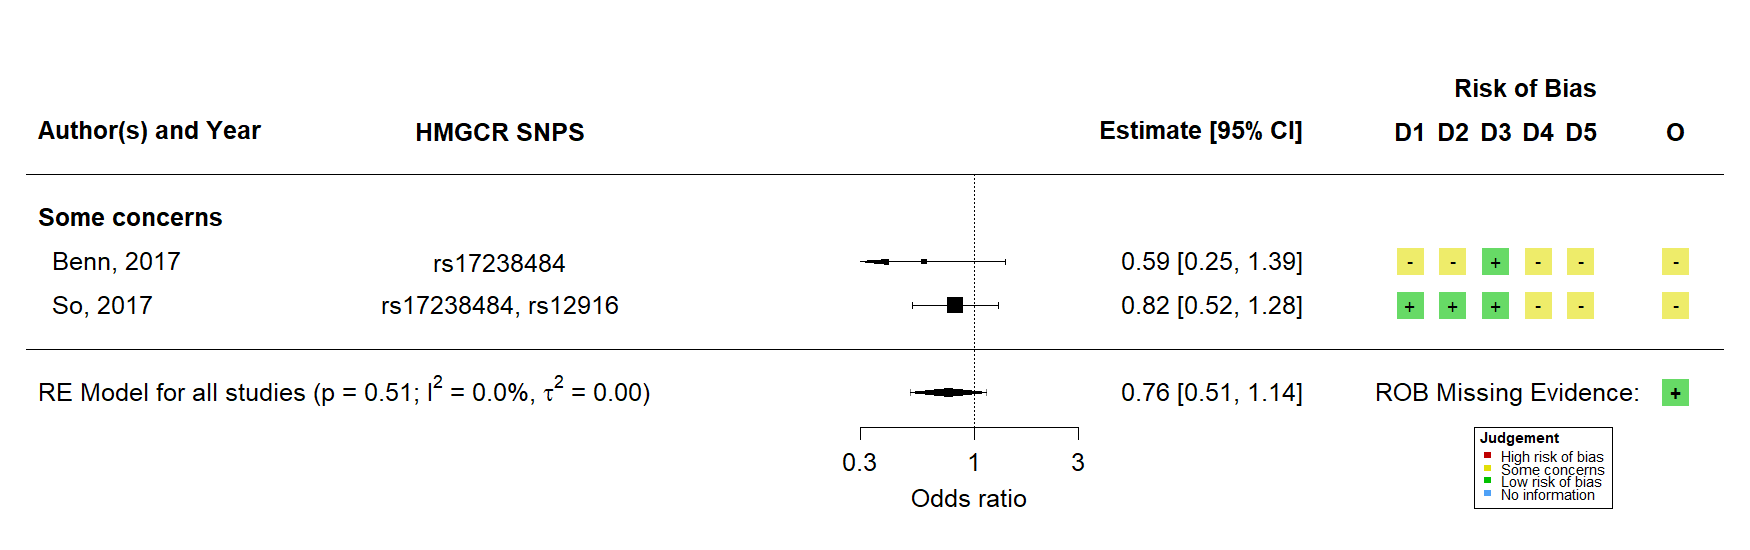 Risk of Bias
Author(s) and Year HMGCR SNPS Estimate [95% CI] D1 D2 D3 D4 D5 O
Some concerns
Benn, 2017 rs17238484 0.59 [0.25, 1.39] - - + - - -
So, 2017 rs17238484, rs12916 0.82 [0.52, 1.28] + + + - - -
RE Model for all studies (p = 0.51; I² = 0.0%, τ² = 0.00) 0.76 [0.51, 1.14] ROB Missing Evidence: +
0.3 1 3
Odds ratio
Judgement
High risk of bias
Some concerns
Low risk of bias
No information